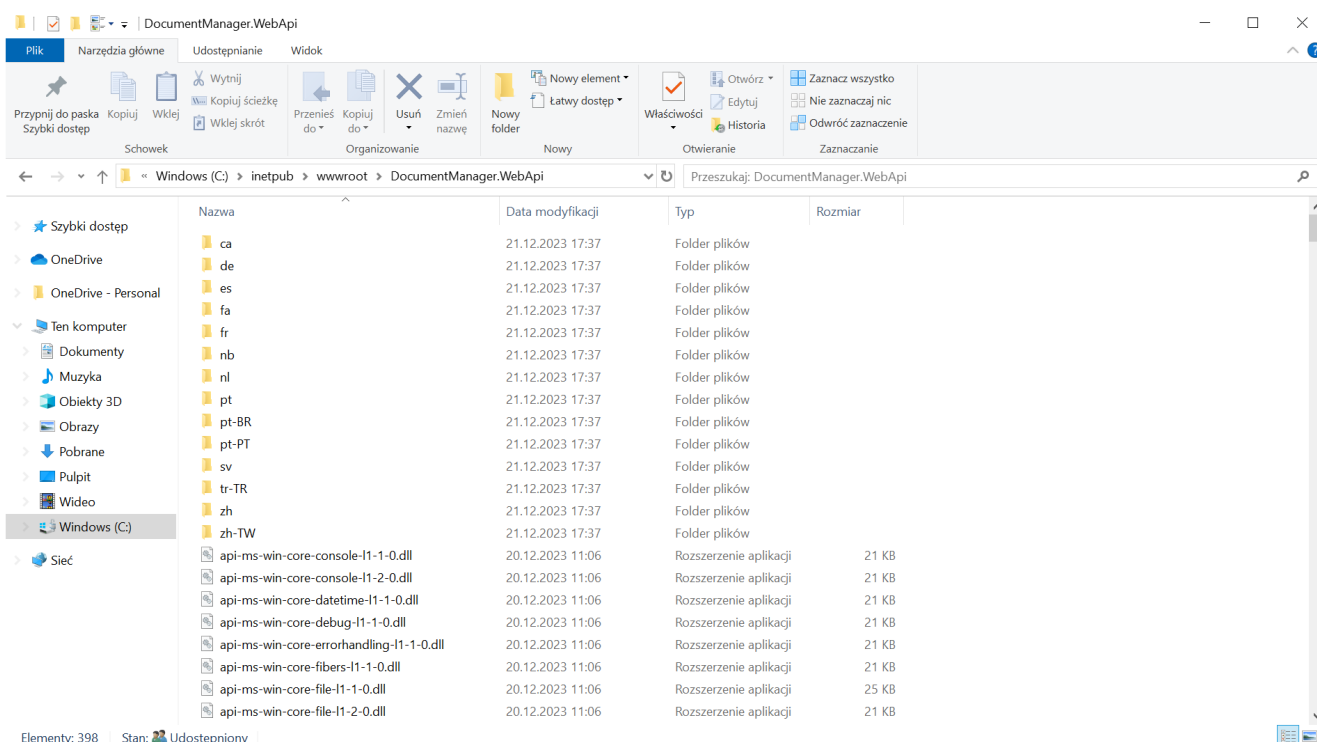 DocumentManager.WebApi
Plik Narzędzia główne Udostępnianie Widok
Przypnij do paska Szybki dostęp
Kopiuj
Wklej
Wytnij
Kopiuj ścieżkę
Wklej skrót
Schowek
Przenieś do
Kopiuj do
Usuń
Zmień nazwę
Organizowanie
Nowy folder
Nowy element
Łatwy dostęp
Nowy
Właściwości
Otwórz
Edytuj
Historia
Otwieranie
Zaznacz wszystko
Nie zaznaczaj nic
Odwróć zaznaczenie
Zaznaczanie
« Windows (C:) > inetpub > wwwroot > DocumentManager.WebApi
Przeszukaj: DocumentManager.WebApi
Szybki dostęp
OneDrive
OneDrive - Personal
Ten komputer
Dokumenty
Muzyka
Obiekty 3D
Obrazy
Pobrane
Pulpit
Wideo
Windows (C:)
Sieć
Nazwa Data modyfikacji Typ Rozmiar
ca 21.12.2023 17:37 Folder plików
de 21.12.2023 17:37 Folder plików
es 21.12.2023 17:37 Folder plików
fa 21.12.2023 17:37 Folder plików
fr 21.12.2023 17:37 Folder plików
nb 21.12.2023 17:37 Folder plików
nl 21.12.2023 17:37 Folder plików
pt 21.12.2023 17:37 Folder plików
pt-BR 21.12.2023 17:37 Folder plików
pt-PT 21.12.2023 17:37 Folder plików
sv 21.12.2023 17:37 Folder plików
tr-TR 21.12.2023 17:37 Folder plików
zh 21.12.2023 17:37 Folder plików
zh-TW 21.12.2023 17:37 Folder plików
api-ms-win-core-console-l1-1-0.dll 20.12.2023 11:06 Rozszerzenie aplikacji 21 KB
api-ms-win-core-console-l1-2-0.dll 20.12.2023 11:06 Rozszerzenie aplikacji 21 KB
api-ms-win-core-datetime-l1-1-0.dll 20.12.2023 11:06 Rozszerzenie aplikacji 21 KB
api-ms-win-core-debug-l1-1-0.dll 20.12.2023 11:06 Rozszerzenie aplikacji 21 KB
api-ms-win-core-errorhandling-l1-1-0.dll 20.12.2023 11:06 Rozszerzenie aplikacji 21 KB
api-ms-win-core-fibers-l1-1-0.dll 20.12.2023 11:06 Rozszerzenie aplikacji 21 KB
api-ms-win-core-file-l1-1-0.dll 20.12.2023 11:06 Rozszerzenie aplikacji 25 KB
api-ms-win-core-file-l1-2-0.dll 20.12.2023 11:06 Rozszerzenie aplikacji 21 KB
Elementy: 398 Stan: Udostępniony